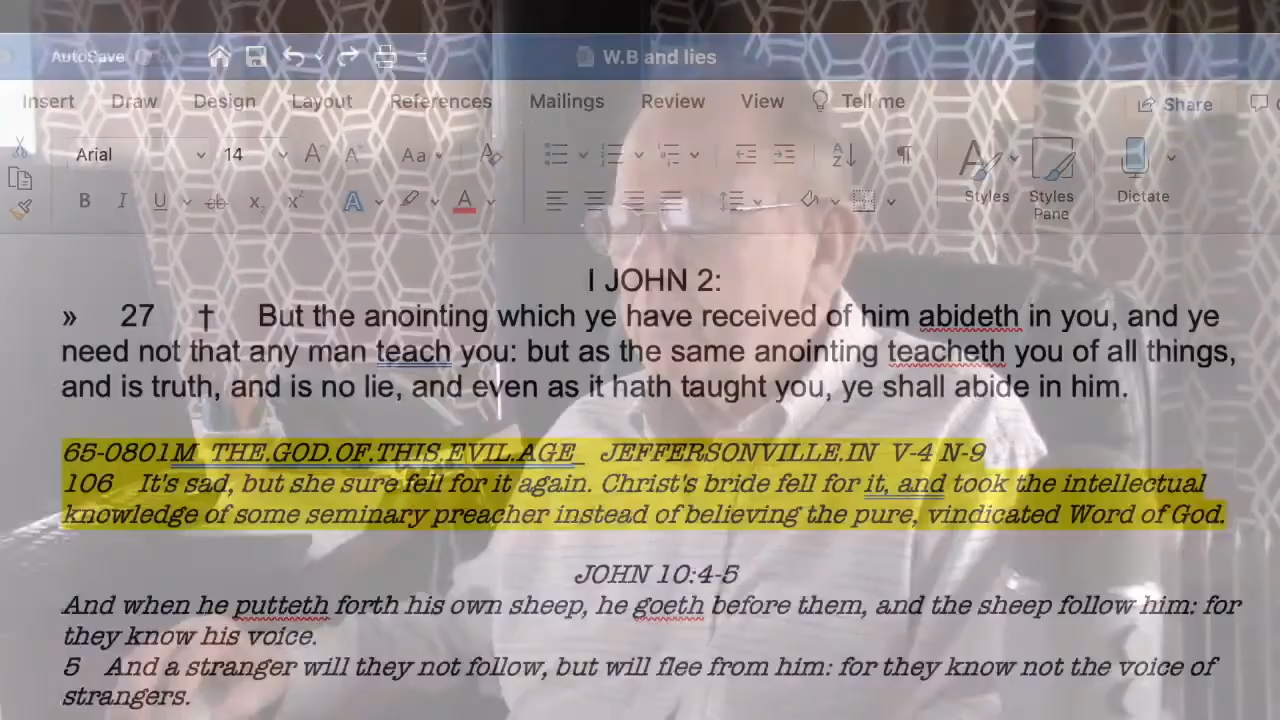 AutoSave W.B and lies
Insert Draw Design Layout References Mailings Review View Tell me Share
Arial 14 A A Aa A
B I U ab x x² A A Styles Styles Pane Dictate
I JOHN 2:
» 27 † But the anointing which ye have received of him abideth in you, and ye
need not that any man teach you: but as the same anointing teacheth you of all things,
and is truth, and is no lie, and even as it hath taught you, ye shall abide in him.
65-0801M THE.GOD.OF.THIS.EVIL.AGE JEFFERSONVILLE.IN V-4 N-9
106 It's sad, but she sure fell for it again. Christ's bride fell for it, and took the intellectual
knowledge of some seminary preacher instead of believing the pure, vindicated Word of God.
JOHN 10:4-5
And when he putteth forth his own sheep, he goeth before them, and the sheep follow him: for
they know his voice.
5 And a stranger will they not follow, but will flee from him: for they know not the voice of
strangers.